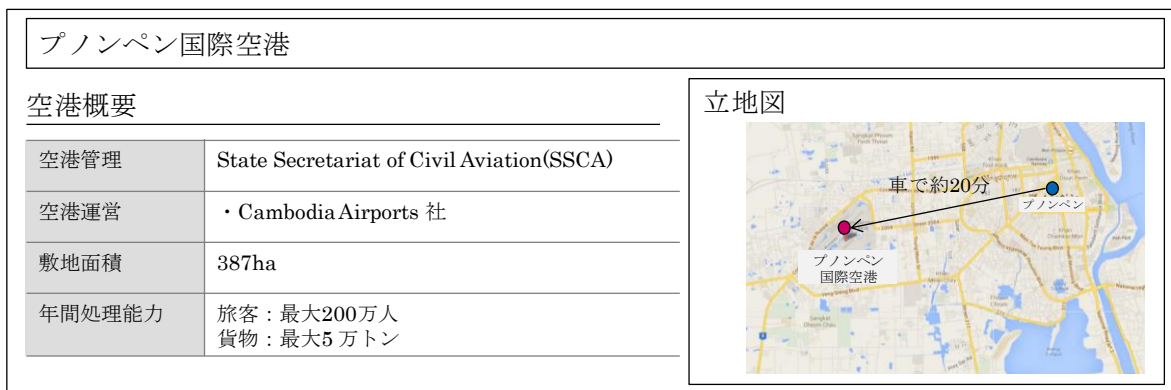 プノンペン国際空港
空港概要
空港管理 State Secretariat of Civil Aviation(SSCA)
空港運営 ・Cambodia Airports 社
敷地面積 387ha
年間処理能力 旅客：最大200万人
貨物：最大5 万トン
立地図
車で約20分
プノンペン
プノンペン
国際空港